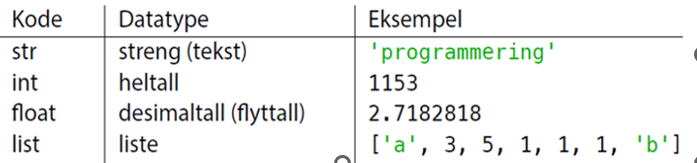 Kode Datatype Eksempel
str streng (tekst) 'programmering'
int heltall 1153
float desimaltall (flyttall) 2.7182818
list liste ['a', 3, 5, 1, 1, 1, 'b']